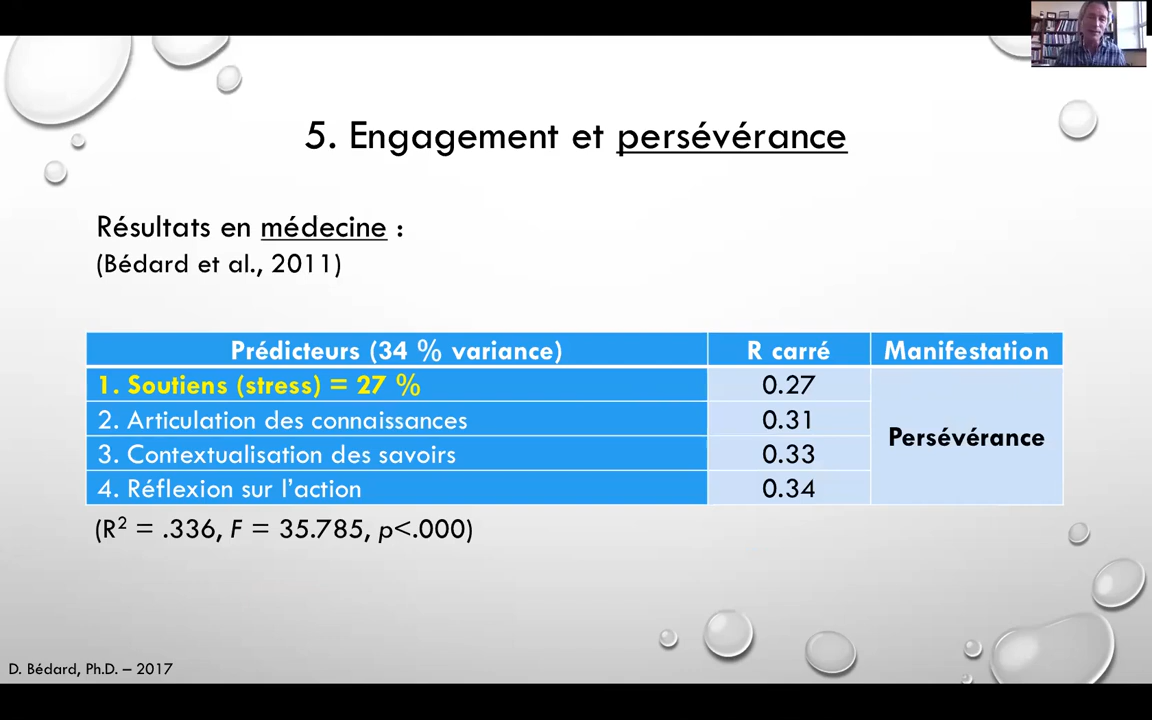 5. Engagement et persévérance
Résultats en médecine :
(Bédard et al., 2011)
Prédicteurs (34 % variance) R carré Manifestation
1. Soutiens (stress) = 27 % 0.27
2. Articulation des connaissances 0.31
Persévérance
3. Contextualisation des savoirs 0.33
4. Réflexion sur l’action 0.34
(R² = .336, F = 35.785, p<.000)
D. Bédard, Ph.D. – 2017